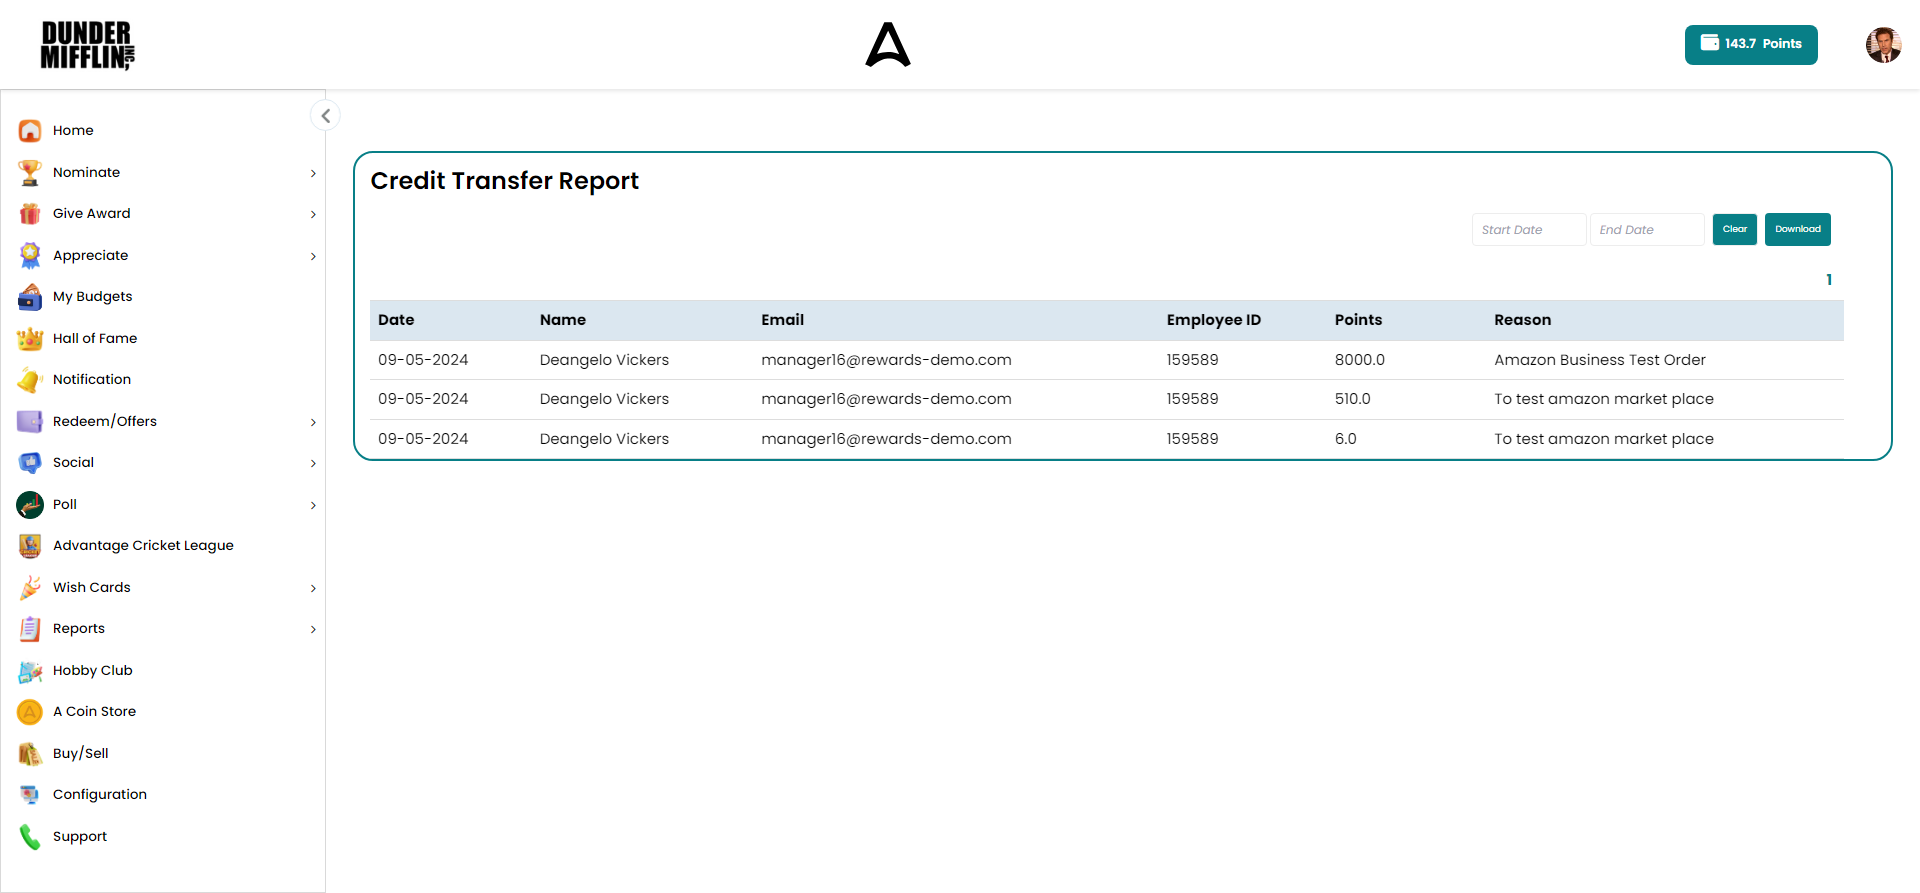 DUNDER
MIFFLIN INC,
143.7 Points
Home
Nominate
Give Award
Appreciate
My Budgets
Hall of Fame
Notification
Redeem/Offers
Social
Poll
Advantage Cricket League
Wish Cards
Reports
Hobby Club
A Coin Store
Buy/Sell
Configuration
Support
Credit Transfer Report
Start Date End Date Clear Download
1
Date Name Email Employee ID Points Reason
09-05-2024 Deangelo Vickers manager16@rewards-demo.com 159589 8000.0 Amazon Business Test Order
09-05-2024 Deangelo Vickers manager16@rewards-demo.com 159589 510.0 To test amazon market place
09-05-2024 Deangelo Vickers manager16@rewards-demo.com 159589 6.0 To test amazon market place